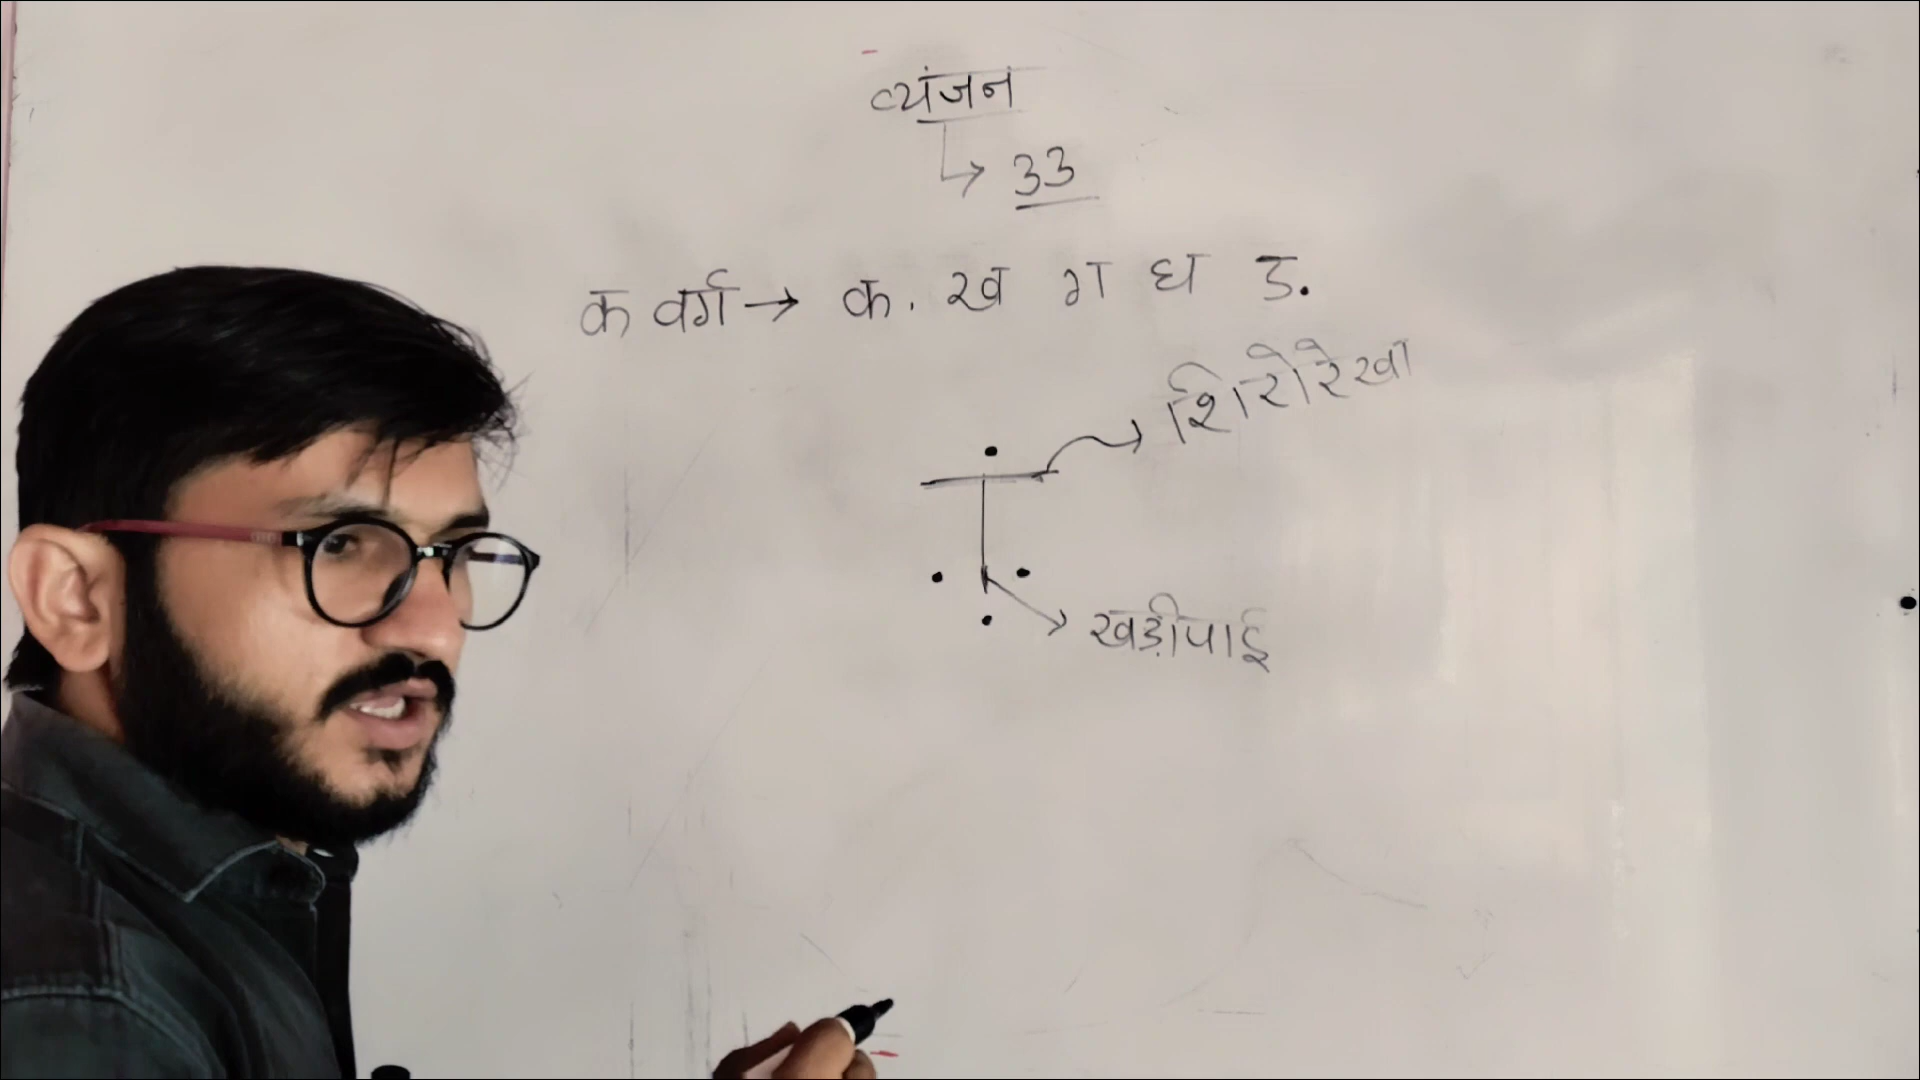 व्यंजन
→ 33
क वर्ग → क. ख ग घ ङ
शिरोरेखा
खड़ीपाई